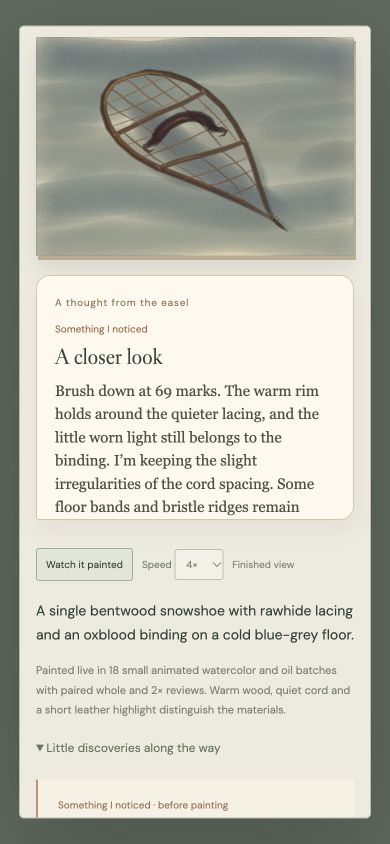 A thought from the easel
Something I noticed
A closer look
Brush down at 69 marks. The warm rim
holds around the quieter lacing, and the
little worn light still belongs to the
binding. I’m keeping the slight
irregularities of the cord spacing. Some
floor bands and bristle ridges remain
Watch it painted
Speed
4×
Finished view
A single bentwood snowshoe with rawhide lacing
and an oxblood binding on a cold blue-grey floor.
Painted live in 18 small animated watercolor and oil batches
with paired whole and 2× reviews. Warm wood, quiet cord and
a short leather highlight distinguish the materials.
▼ Little discoveries along the way
Something I noticed · before painting